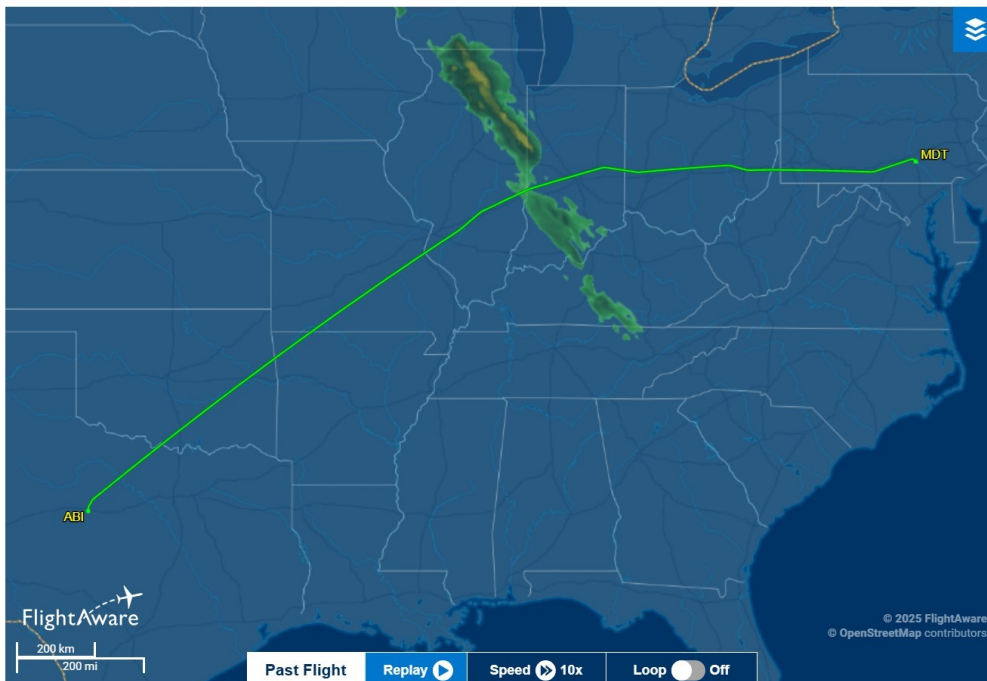 MDT
ABI
FlightAware
200 km
200 mi
© 2025 FlightAware
© OpenStreetMap contributors
Past Flight Replay Speed 10x Loop Off